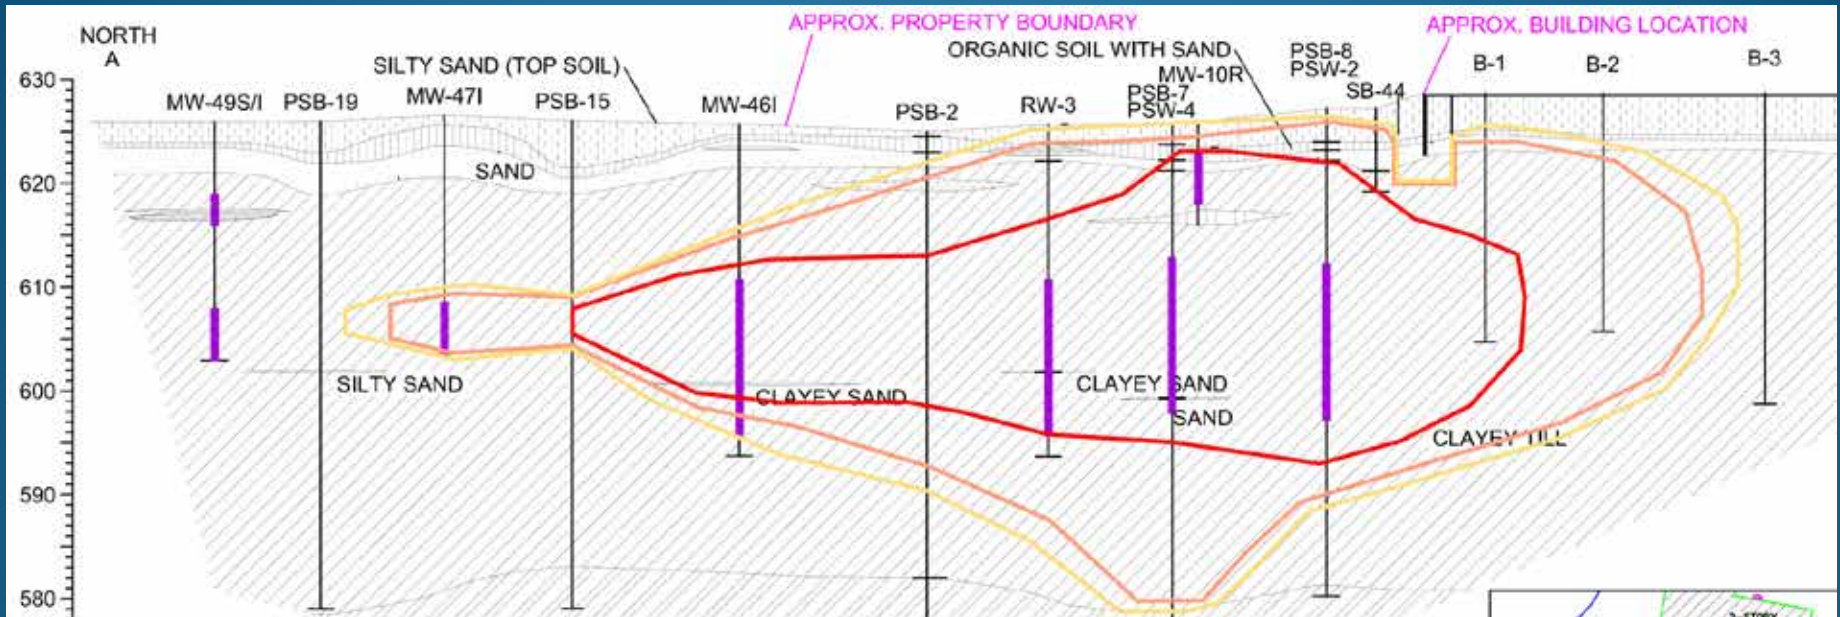 APPROX. PROPERTY BOUNDARY
APPROX. BUILDING LOCATION
NORTH
A
ORGANIC SOIL WITH SAND
PSB-8
PSW-2
B-1
B-2
B-3
SILTY SAND (TOP SOIL)
MW-10R
630
MW-49S/I
PSB-19
MW-47I
PSB-15
MW-46I
PSB-2
RW-3
PSB-7
PSW-4
SB-44
SAND
620
610
600
SILTY SAND
CLAYEY SAND
CLAYEY SAND
SAND
CLAYEY TILL
590
580